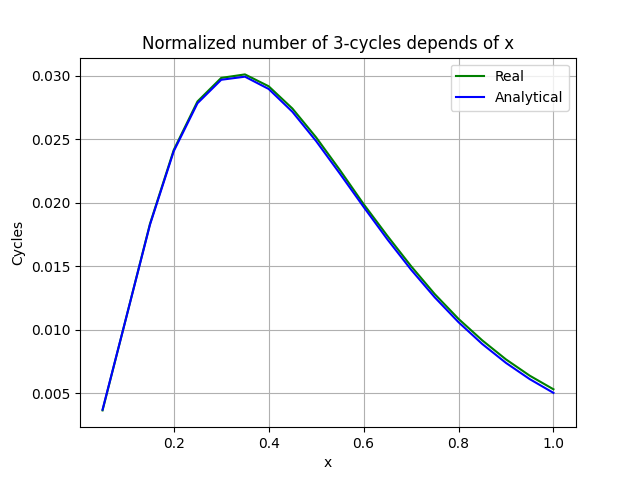 Normalized number of 3-cycles depends of x
Real
Analytical
Cycles
0.030
0.025
0.020
0.015
0.010
0.005
0.2 0.4 0.6 0.8 1.0
x